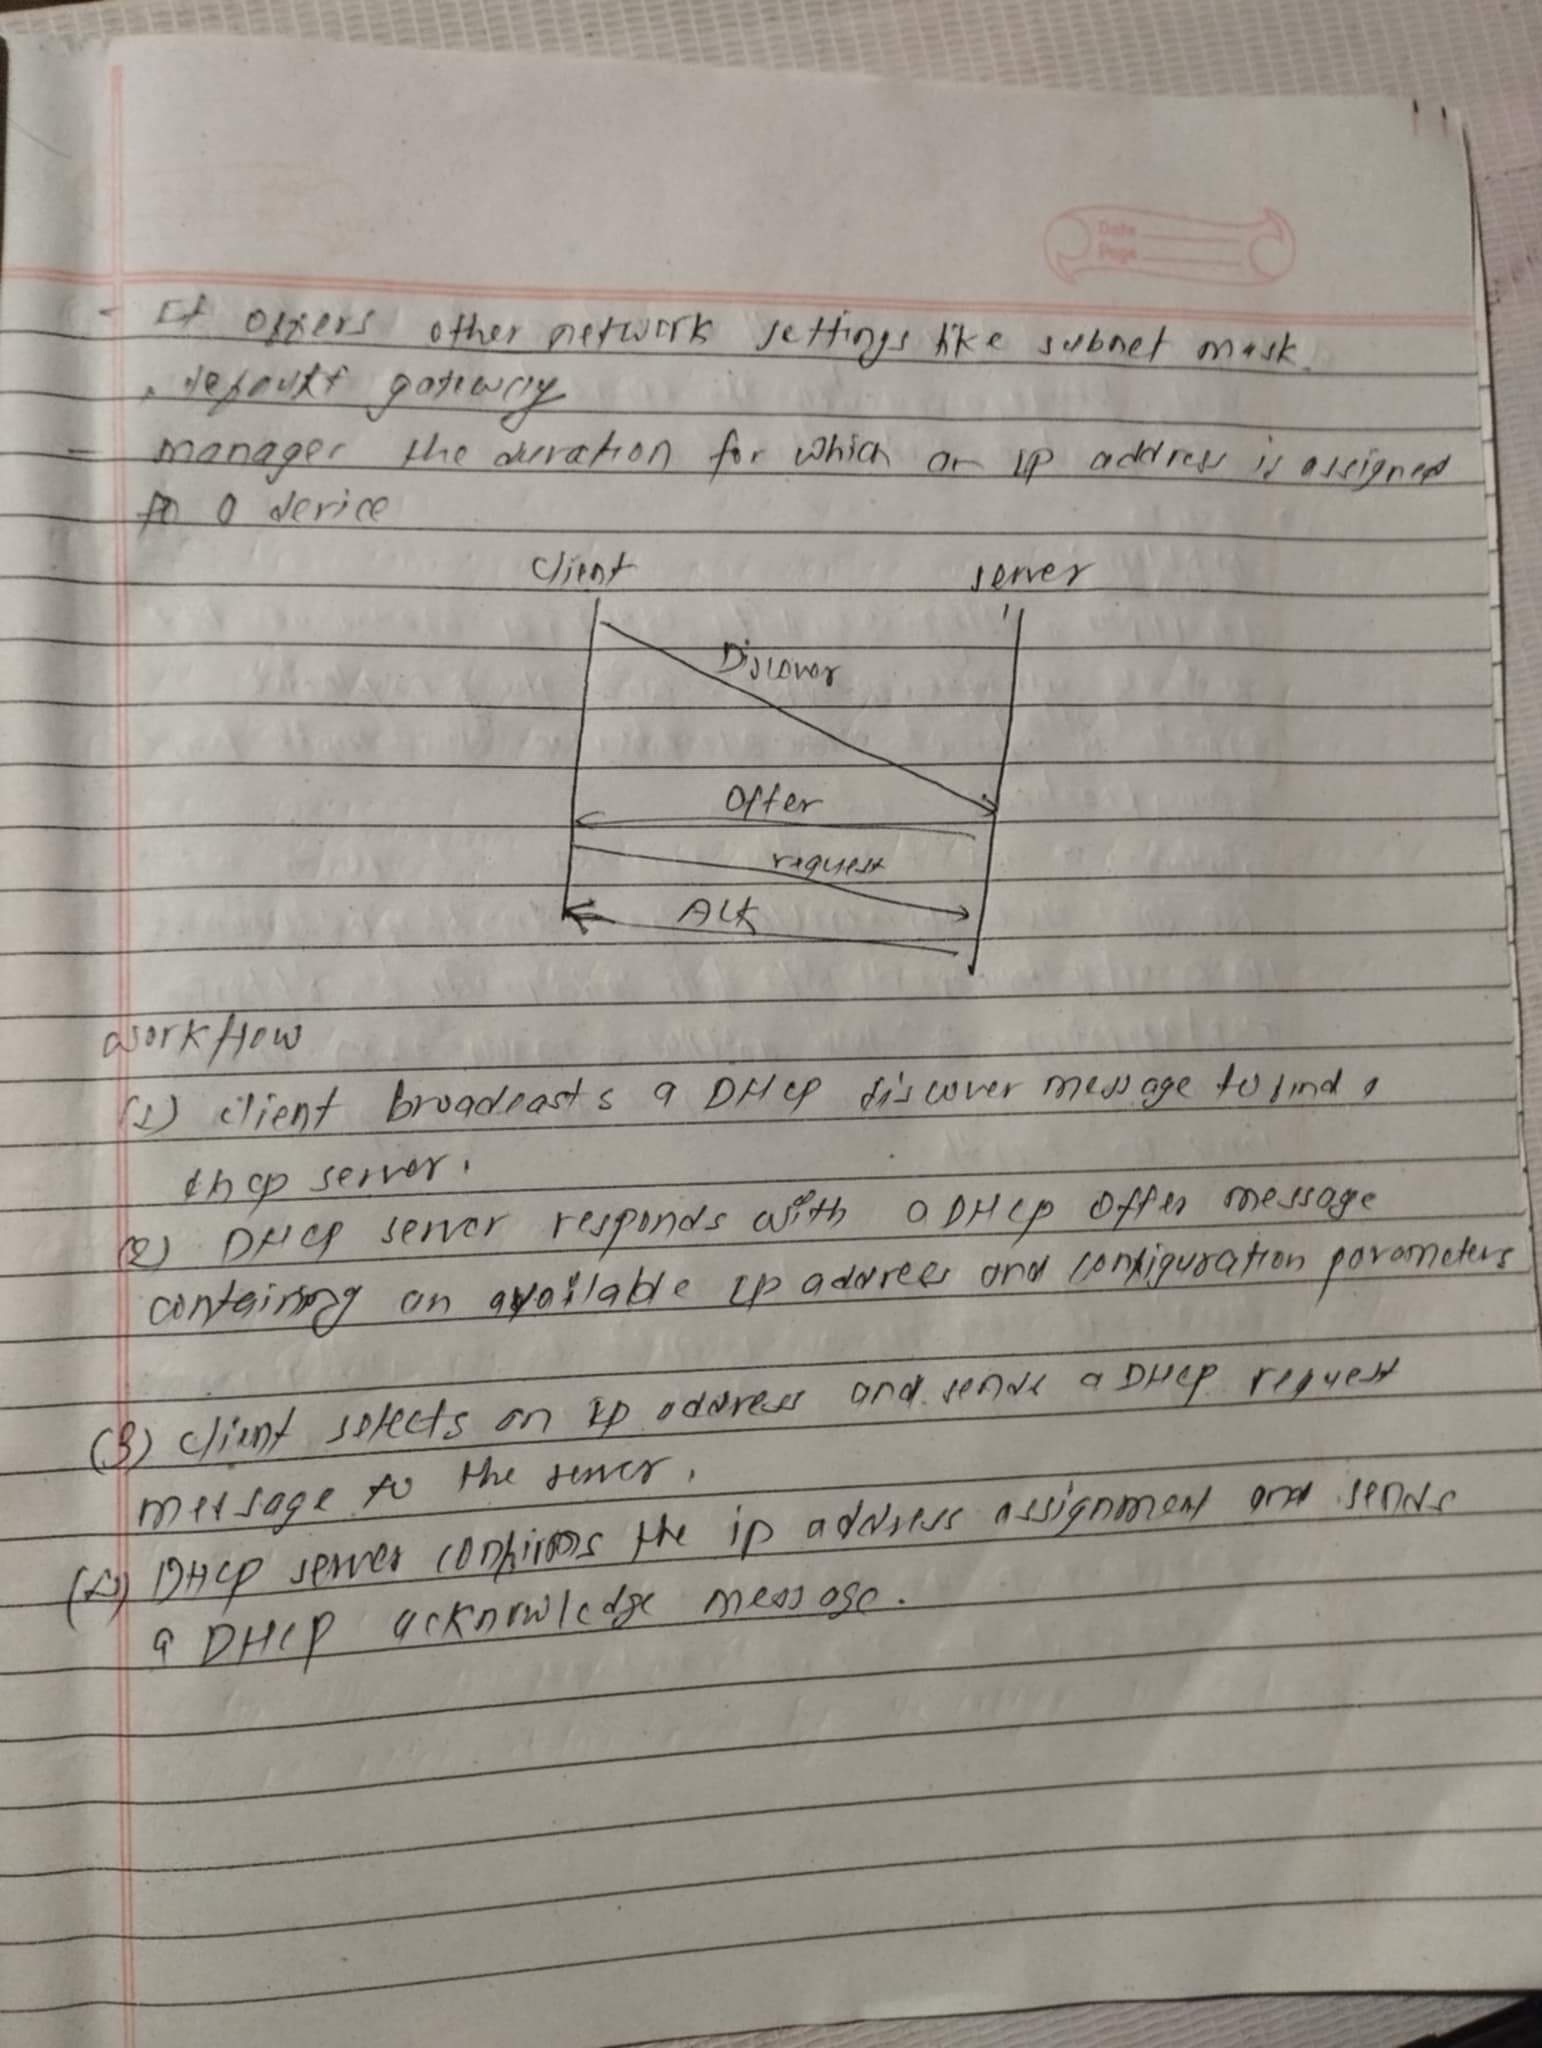 Date
Page
- It offers other network settings like subnet mask
, default gateway
- manages the duration for which an IP address is assigned
to a device
client server
Discover
Offer
request
ACK
workflow
(1) client broadcasts a DHCP discover message to find a
dhcp server.
(2) DHCP server responds with a DHCP offer message
containing an available IP address and configuration parameters
(3) client selects an IP address and sends a DHCP request
message to the server.
(4) DHCP server confirms the ip address assignment and sends
a DHCP acknowledge message.